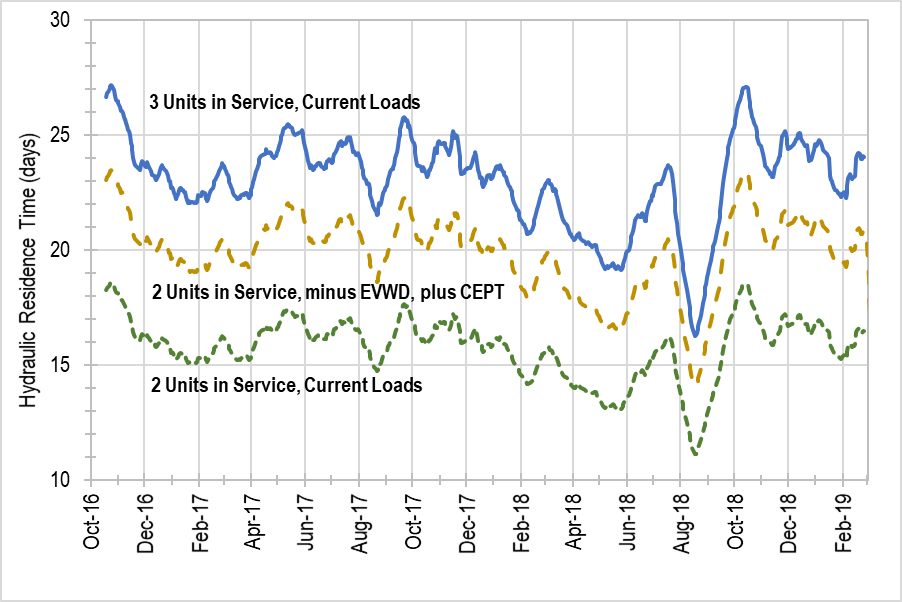 30
25
20
15
10
Hydraulic Residence Time (days)
3 Units in Service, Current Loads
2 Units in Service, minus EVWD, plus CEPT
2 Units in Service, Current Loads
Oct-16
Dec-16
Feb-17
Apr-17
Jun-17
Aug-17
Oct-17
Dec-17
Feb-18
Apr-18
Jun-18
Aug-18
Oct-18
Dec-18
Feb-19